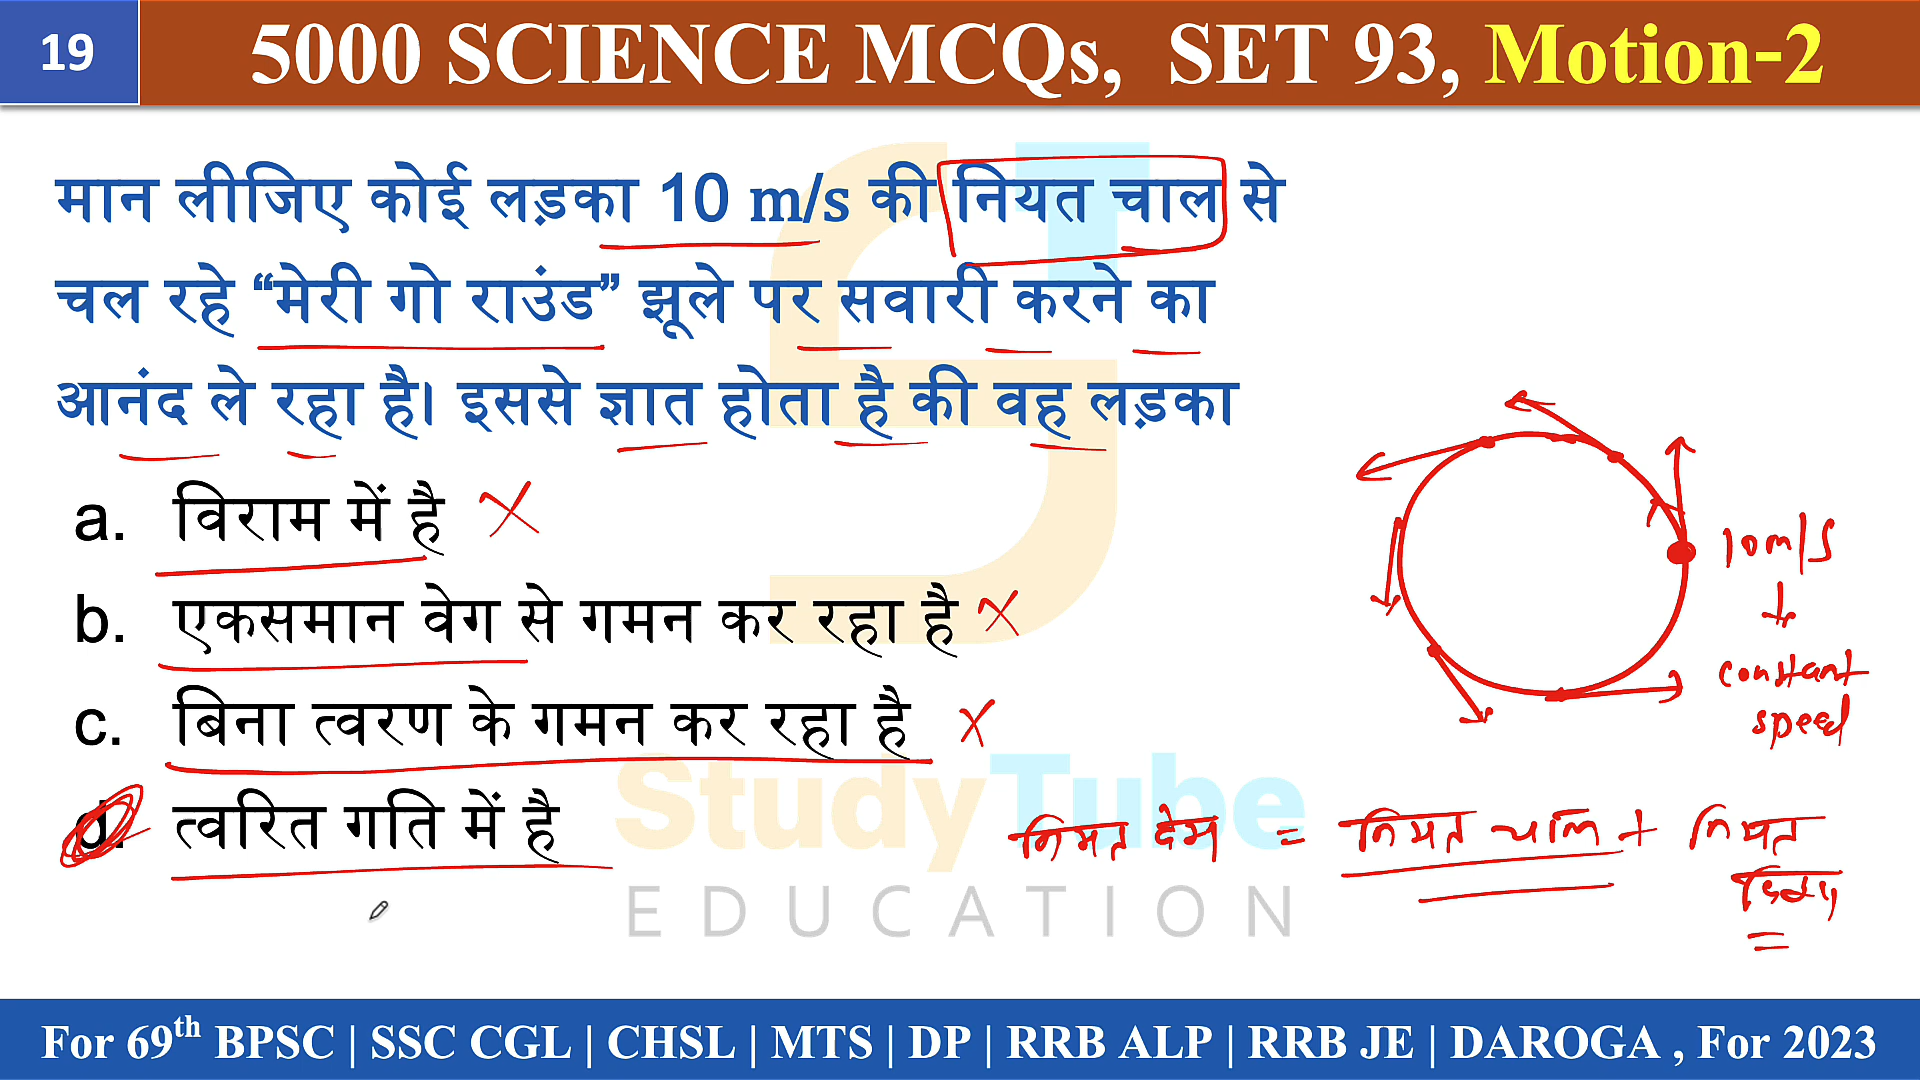 19
5000 SCIENCE MCQs, SET 93, Motion-2
मान लीजिए कोई लड़का 10 m/s की नियत चाल से
चल रहे “मेरी गो राउंड” झूले पर सवारी करने का
आनंद ले रहा है। इससे ज्ञात होता है की वह लड़का
a. विराम में है
b. एकसमान वेग से गमन कर रहा है
c. बिना त्वरण के गमन कर रहा है
d. त्वरित गति में है
10m/s
+
constant
speed
नियत वेग = नियत चाल + नियत
दिशा
=
StudyTube
EDUCATION
For 69th BPSC | SSC CGL | CHSL | MTS | DP | RRB ALP | RRB JE | DAROGA , For 2023